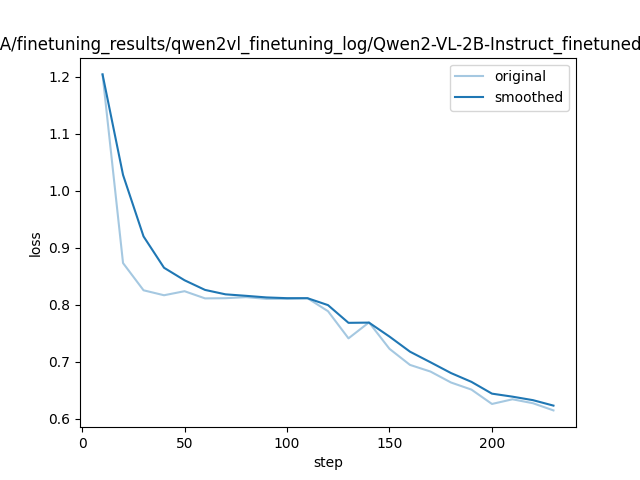 A/finetuning_results/qwen2vl_finetuning_log/Qwen2-VL-2B-Instruct_finetuned
original
smoothed
1.2
1.1
1.0
0.9
0.8
0.7
0.6
loss
0 50 100 150 200
step